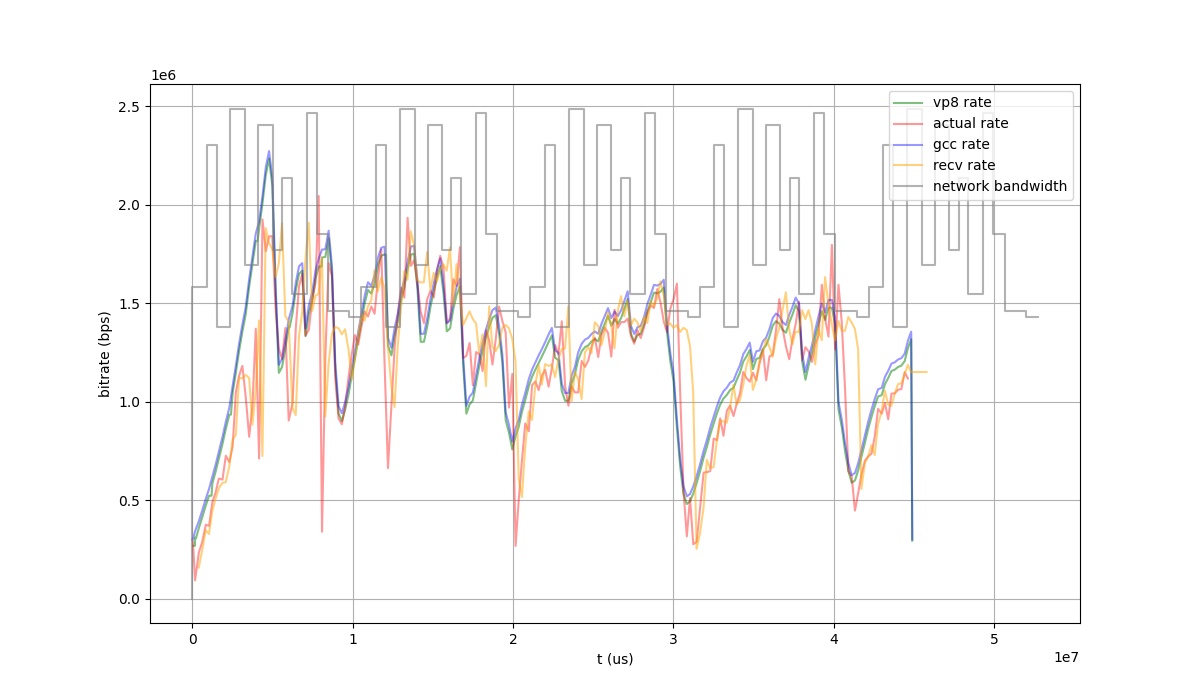 1e6
2.5
2.0
1.5
1.0
0.5
0.0
bitrate (bps)
vp8 rate
actual rate
gcc rate
recv rate
network bandwidth
0 1 2 3 4 5
t (us)
1e7